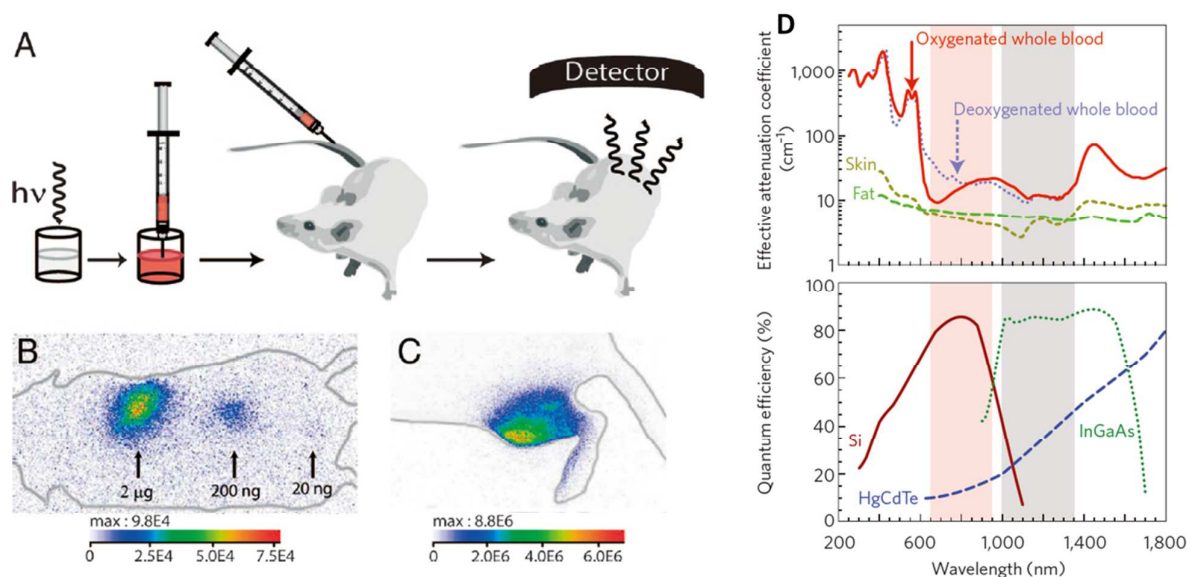 A
hν
Detector
B
2 μg
200 ng
20 ng
max : 9.8E4
0
2.5E4
5.0E4
7.5E4
C
max : 8.8E6
0
2.0E6
4.0E6
6.0E6
D
Effective attenuation coefficient
(cm⁻¹)
1,000
100
10
1
Oxygenated whole blood
Deoxygenated whole blood
Skin
Fat
Quantum efficiency (%)
100
80
60
40
20
0
Si
HgCdTe
InGaAs
200
600
1,000
1,400
1,800
Wavelength (nm)